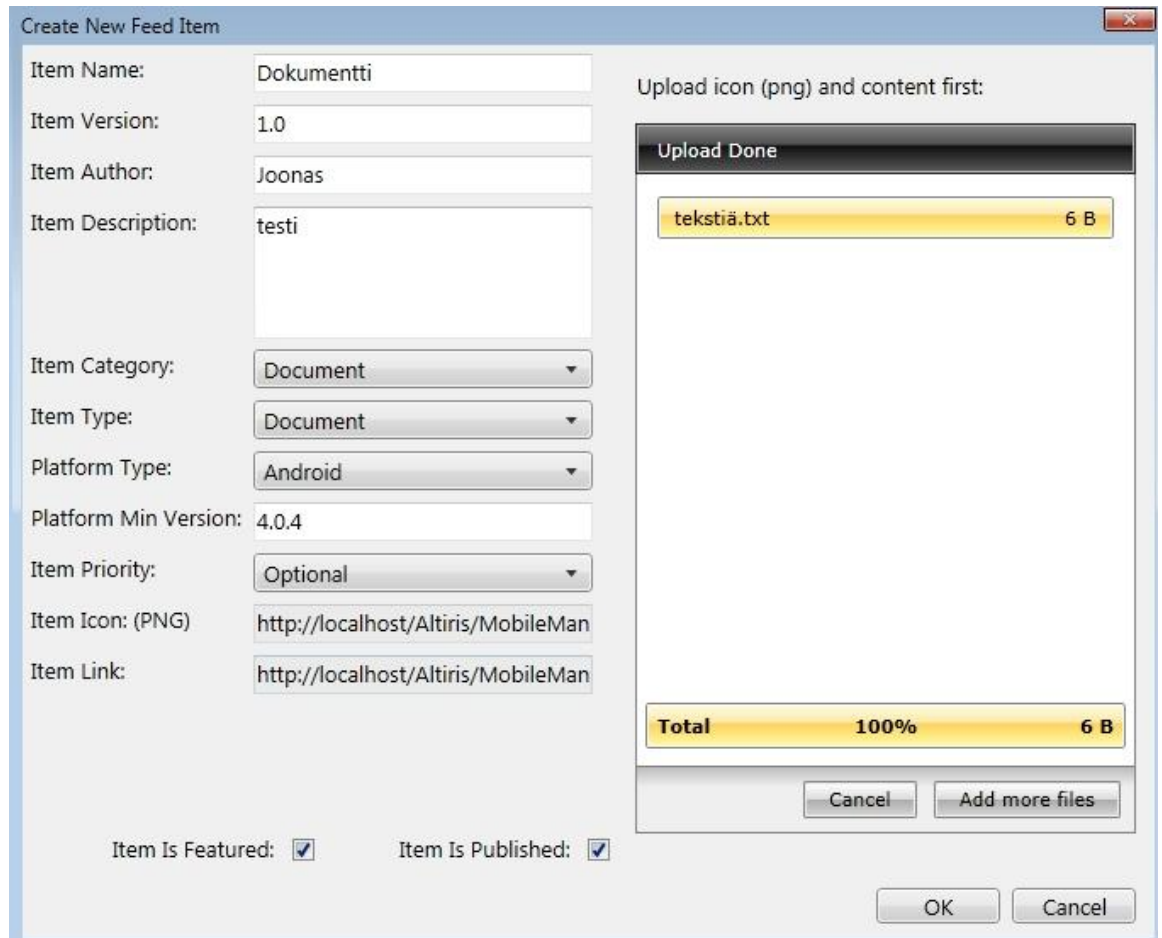 Create New Feed Item
Item Name: Dokumentti
Item Version: 1.0
Item Author: Joonas
Item Description: testi
Item Category: Document
Item Type: Document
Platform Type: Android
Platform Min Version: 4.0.4
Item Priority: Optional
Item Icon: (PNG) http://localhost/Altiris/MobileMan
Item Link: http://localhost/Altiris/MobileMan
Item Is Featured: Item Is Published:
Upload icon (png) and content first:
Upload Done
tekstiä.txt 6 B
Total 100% 6 B
Cancel Add more files
OK Cancel